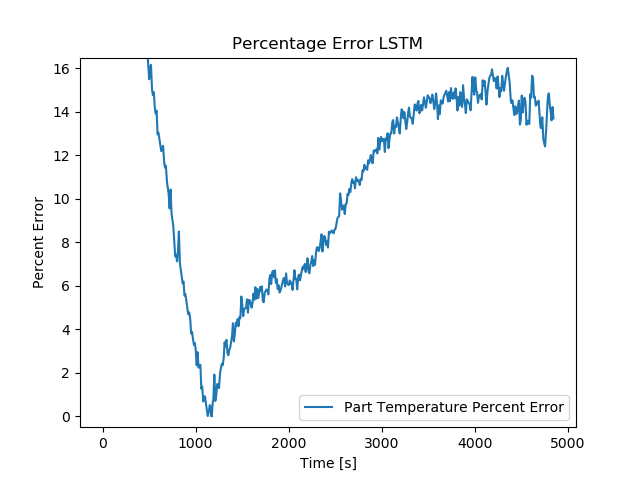 Percentage Error LSTM
16
14
12
10
8
6
4
2
0
Percent Error
Part Temperature Percent Error
0 1000 2000 3000 4000 5000
Time [s]